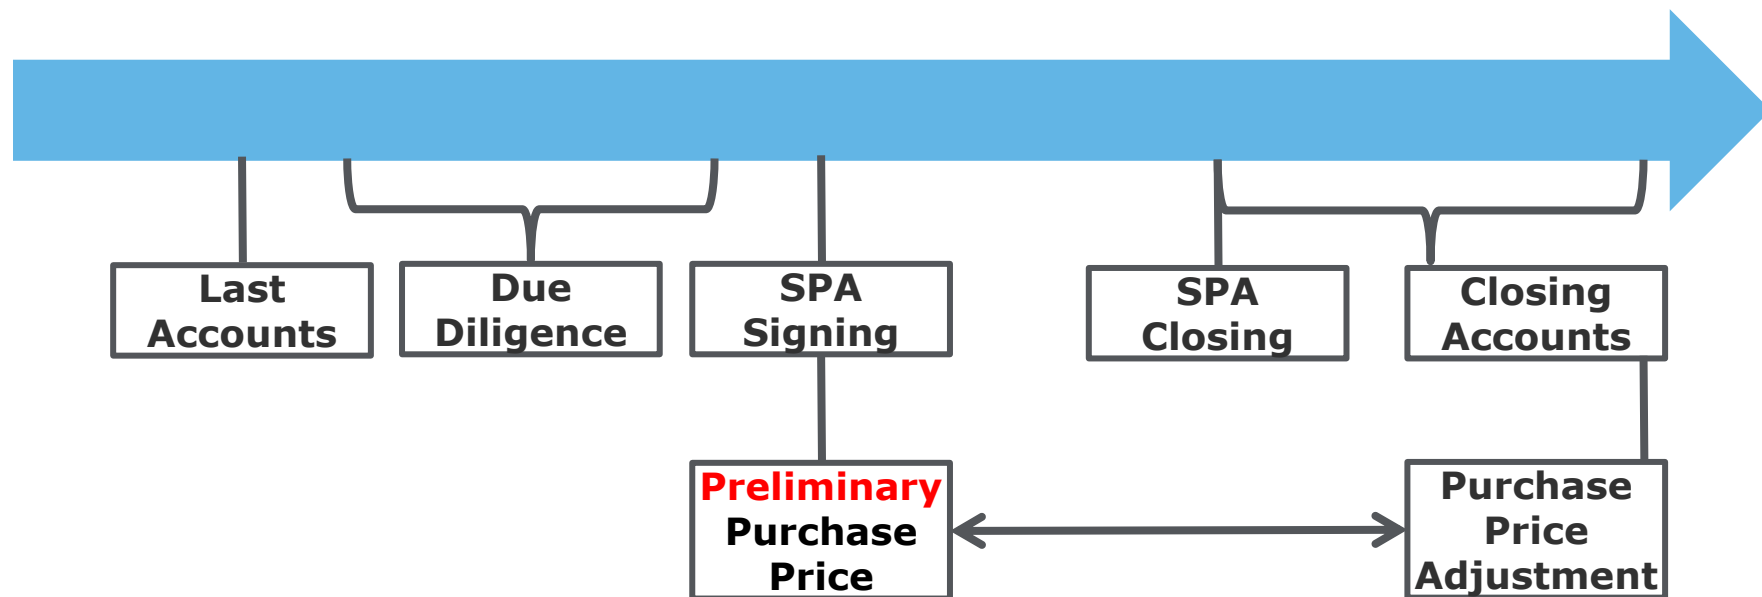 Last
Accounts
Due
Diligence
SPA
Signing
SPA
Closing
Closing
Accounts
Preliminary
Purchase
Price
Purchase
Price
Adjustment